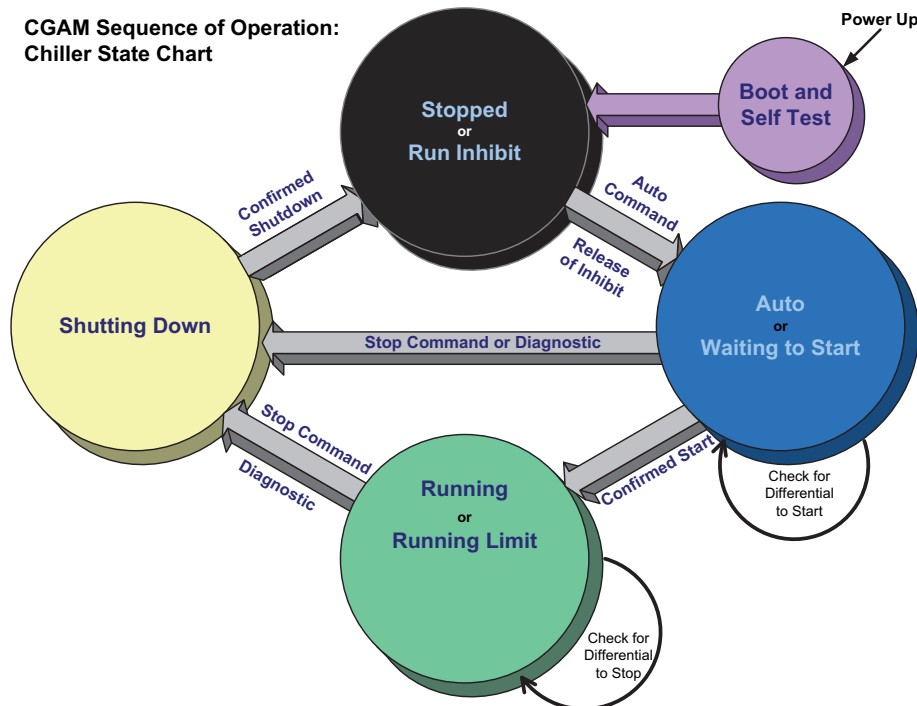 CGAM Sequence of Operation:
Chiller State Chart
Power Up
Boot and
Self Test
Stopped
or
Run Inhibit
Confirmed
Shutdown
Auto
Command
Release
of Inhibit
Shutting Down
Stop Command or Diagnostic
Auto
or
Waiting to Start
Stop Command
Diagnostic
Confirmed Start
Check for
Differential
to Start
Running
or
Running Limit
Check for
Differential
to Stop